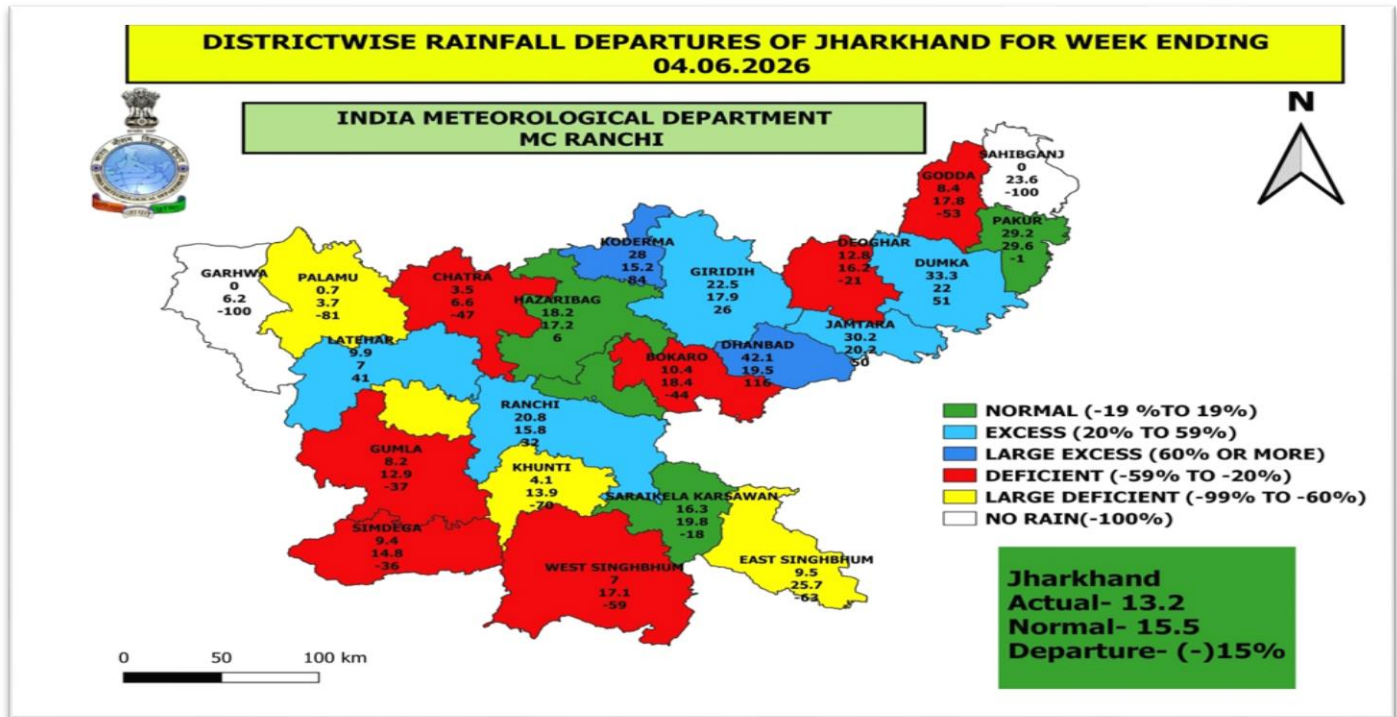 DISTRICTWISE RAINFALL DEPARTURES OF JHARKHAND FOR WEEK ENDING
04.06.2026
INDIA METEOROLOGICAL DEPARTMENT
MC RANCHI
N
SAHIBGANJ
0
23.6
-100
GODDA
8.4
17.8
-53
PAKUR
29.2
29.6
-1
KODERMA
28
15.2
84
DEOGHAR
12.8
16.2
-21
DUMKA
33.3
22
51
GARHWA
0
6.2
-100
PALAMU
0.7
3.7
-81
CHATRA
3.5
6.6
-47
HAZARIBAG
18.2
17.2
6
GIRIDIH
22.5
17.9
26
JAMTARA
30.2
20.2
50
LATEHAR
9.9
7
41
BOKARO
10.4
18.4
-44
DHANBAD
42.1
19.5
116
RANCHI
20.8
15.8
32
GUMLA
8.2
12.9
-37
KHUNTI
4.1
13.9
-70
SARAIKELA KARSAWAN
16.3
19.8
-18
SIMDEGA
9.4
14.8
-36
WEST SINGHBHUM
7
17.1
-59
EAST SINGHBHUM
9.5
25.7
-63
NORMAL (-19 %TO 19%)
EXCESS (20% TO 59%)
LARGE EXCESS (60% OR MORE)
DEFICIENT (-59% TO -20%)
LARGE DEFICIENT (-99% TO -60%)
NO RAIN(-100%)
Jharkhand
Actual- 13.2
Normal- 15.5
Departure- (-)15%
0 50 100 km